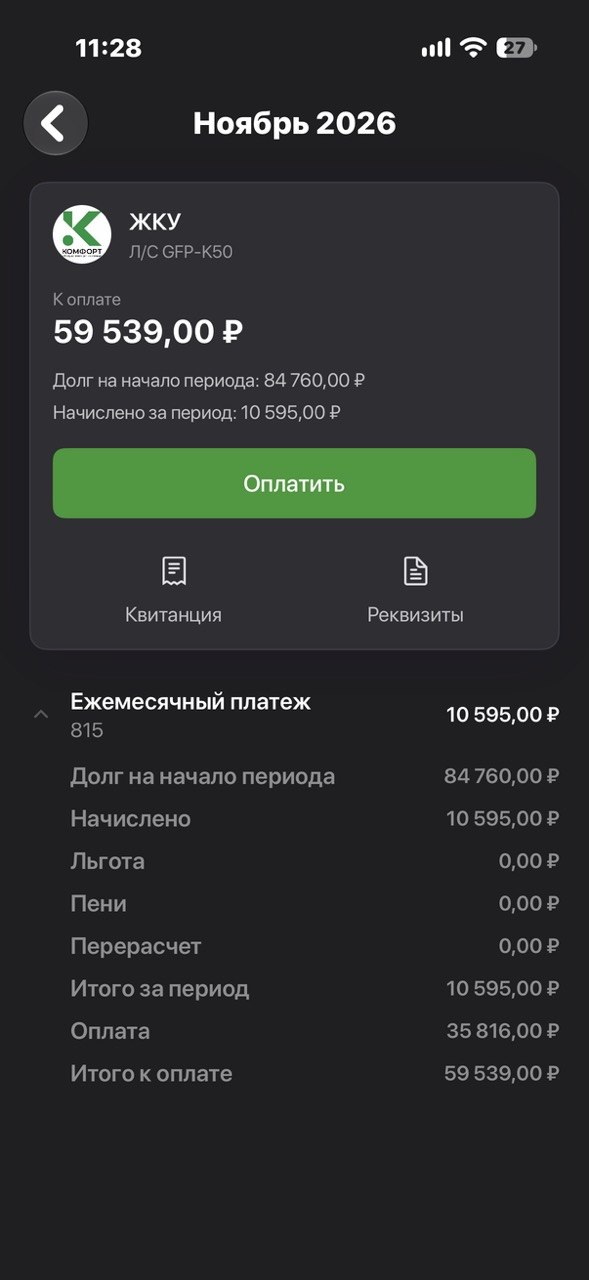 11:28
27
Ноябрь 2026
КОМФОРТ
ЖКУ
Л/С GFP-K50
К оплате
59 539,00 ₽
Долг на начало периода: 84 760,00 ₽
Начислено за период: 10 595,00 ₽
Оплатить
Квитанция
Реквизиты
Ежемесячный платеж
10 595,00 ₽
815
Долг на начало периода 84 760,00 ₽
Начислено 10 595,00 ₽
Льгота 0,00 ₽
Пени 0,00 ₽
Перерасчет 0,00 ₽
Итого за период 10 595,00 ₽
Оплата 35 816,00 ₽
Итого к оплате 59 539,00 ₽